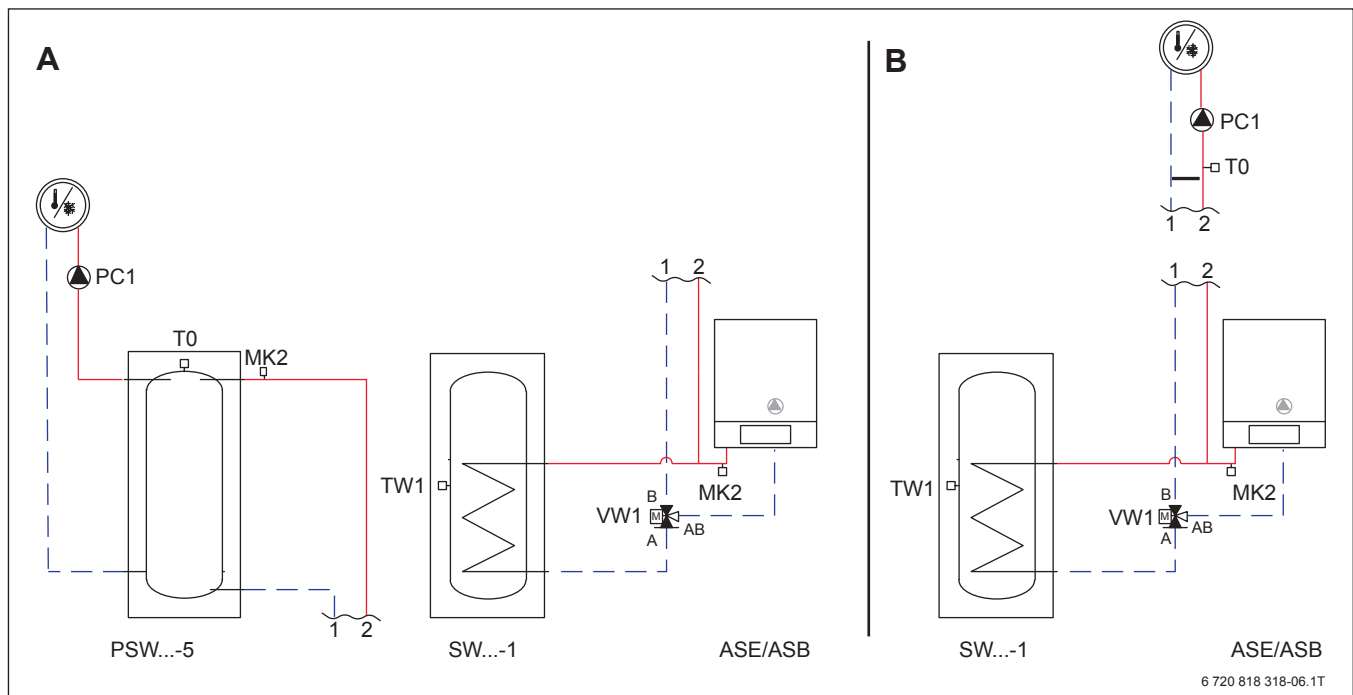 A
PC1
T0
MK2
1 2
PSW...-5
1 2
TW1
MK2
B
VW1
M
AB
A
SW...-1
ASE/ASB
B
PC1
T0
1 2
1 2
TW1
MK2
B
VW1
M
AB
A
SW...-1
ASE/ASB
6 720 818 318-06.1T